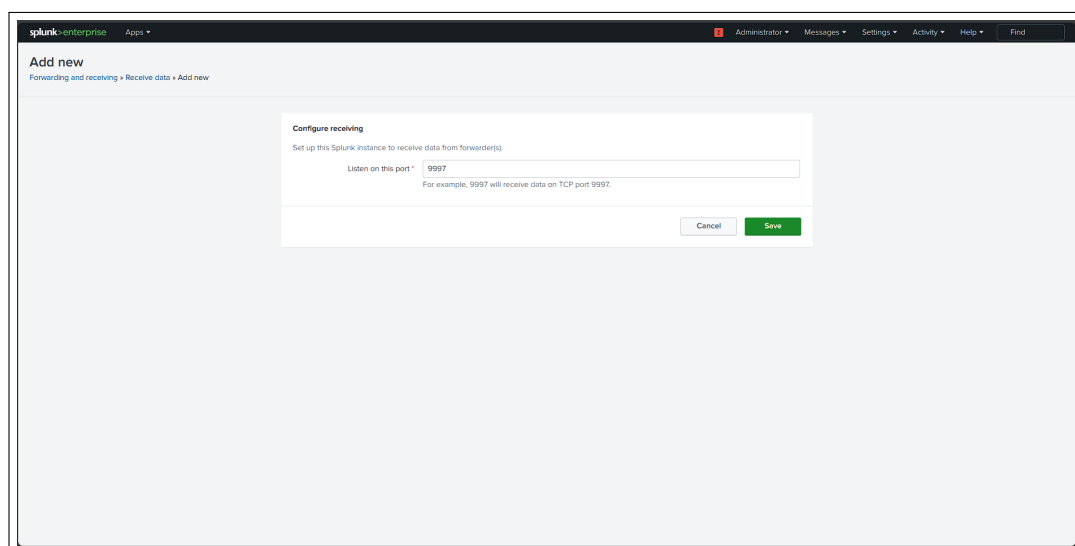 splunk>enterprise Apps ▾ ! Administrator ▾ Messages ▾ Settings ▾ Activity ▾ Help ▾ Find
Add new
Forwarding and receiving » Receive data » Add new
Configure receiving
Set up this Splunk instance to receive data from forwarder(s).
Listen on this port * 9997
For example, 9997 will receive data on TCP port 9997.
Cancel Save